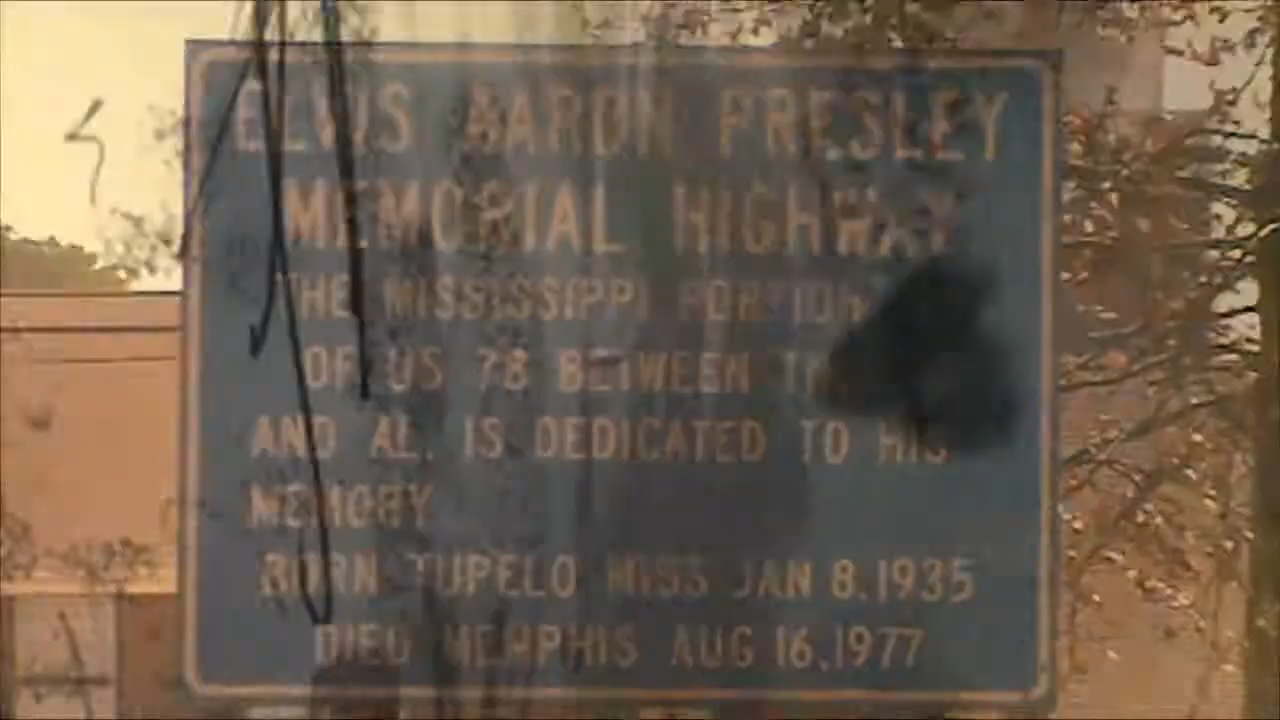 ELVIS AARON PRESLEY
MEMORIAL HIGHWAY
THE MISSISSIPPI PORTION
OF US 78 BETWEEN
AND AL. IS DEDICATED TO HIS
MEMORY
BORN TUPELO MISS JAN 8.1935
DIED MEMPHIS AUG 16,1977